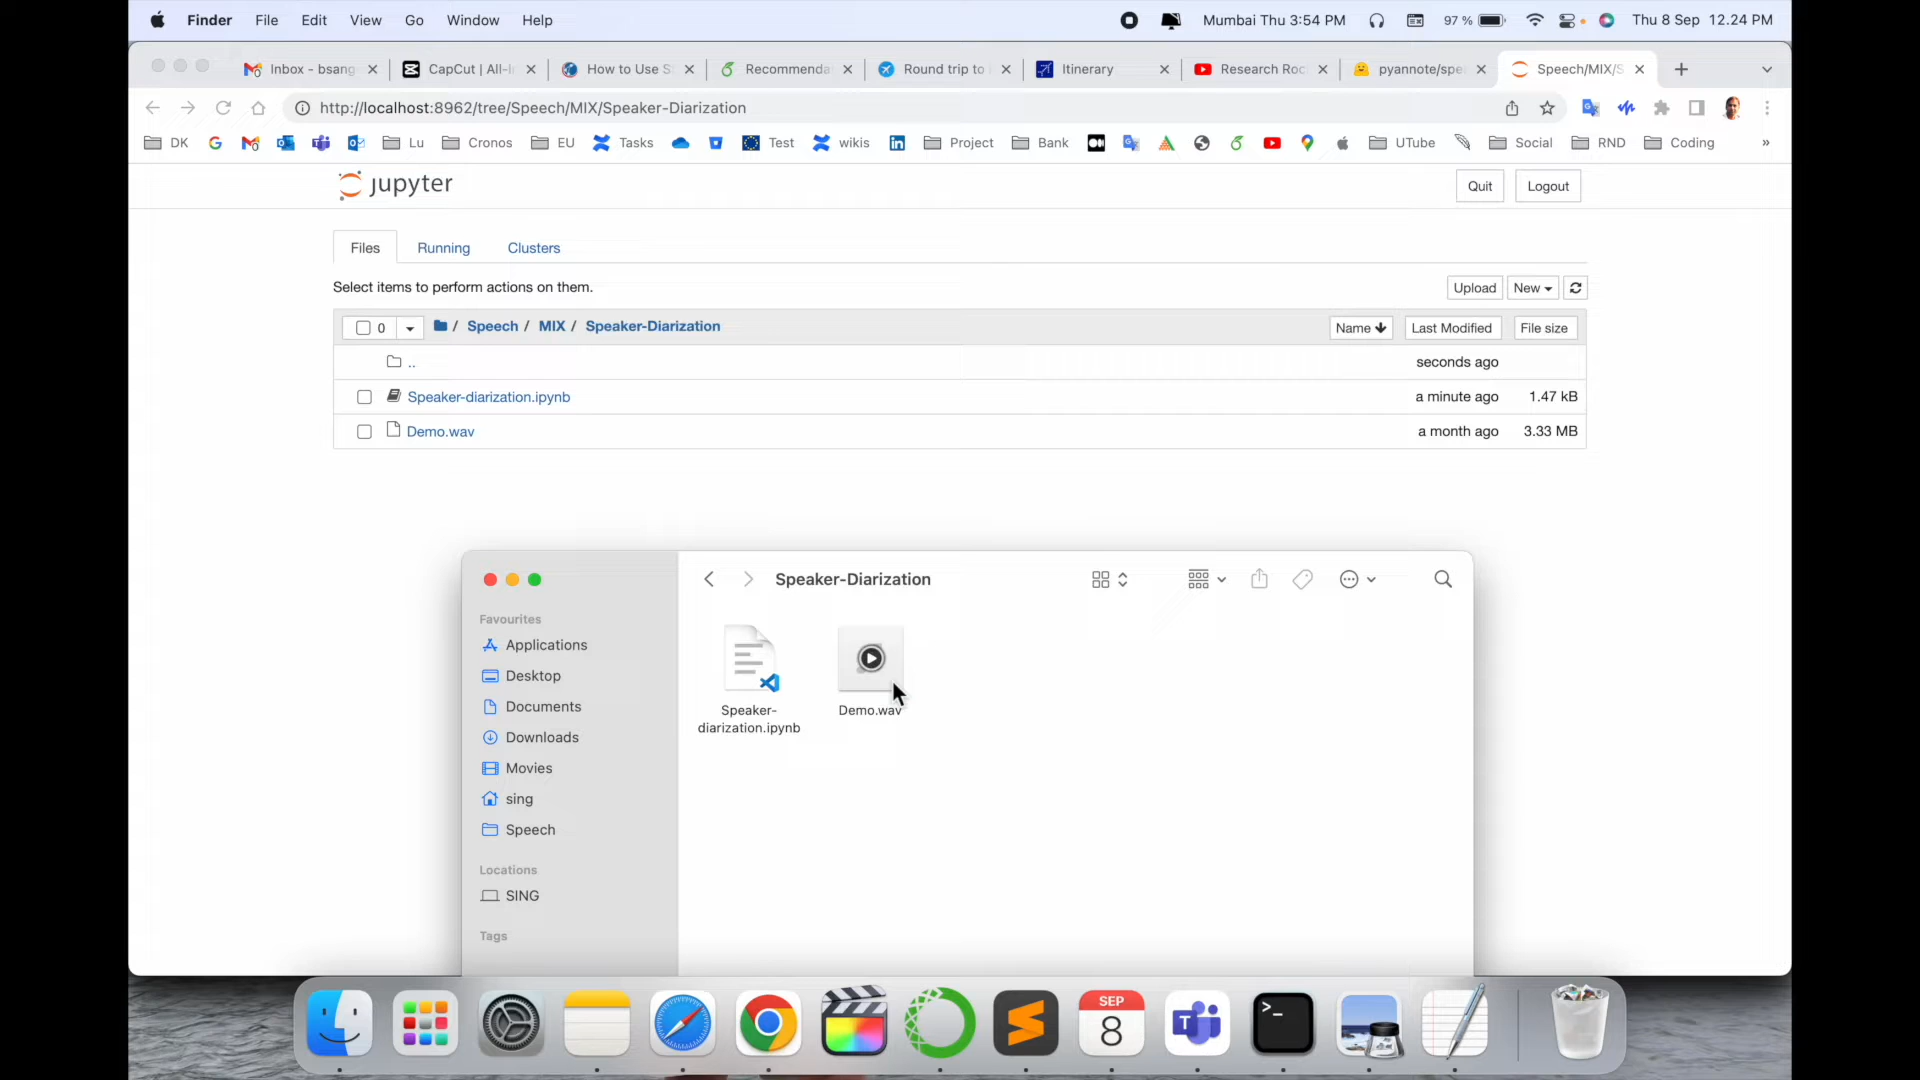 Finder File Edit View Go Window Help Mumbai Thu 3:54 PM 97 % Thu 8 Sep 12.24 PM
Inbox - bsang CapCut | All-I How to Use S Recommenda Round trip to Itinerary Research Roc pyannote/spe Speech/MIX/S
http://localhost:8962/tree/Speech/MIX/Speaker-Diarization
DK Lu Cronos EU Tasks Test wikis Project Bank UTube Social RND Coding »
jupyter Quit Logout
Files Running Clusters
Select items to perform actions on them. Upload New
0 / Speech / MIX / Speaker-Diarization Name Last Modified File size
.. seconds ago
Speaker-diarization.ipynb a minute ago 1.47 kB
Demo.wav a month ago 3.33 MB
Speaker-Diarization
Favourites
Applications
Desktop
Documents
Downloads
Movies
sing
Speech
Locations
SING
Tags
Speaker-
diarization.ipynb
Demo.wav
SEP
8
T
>_